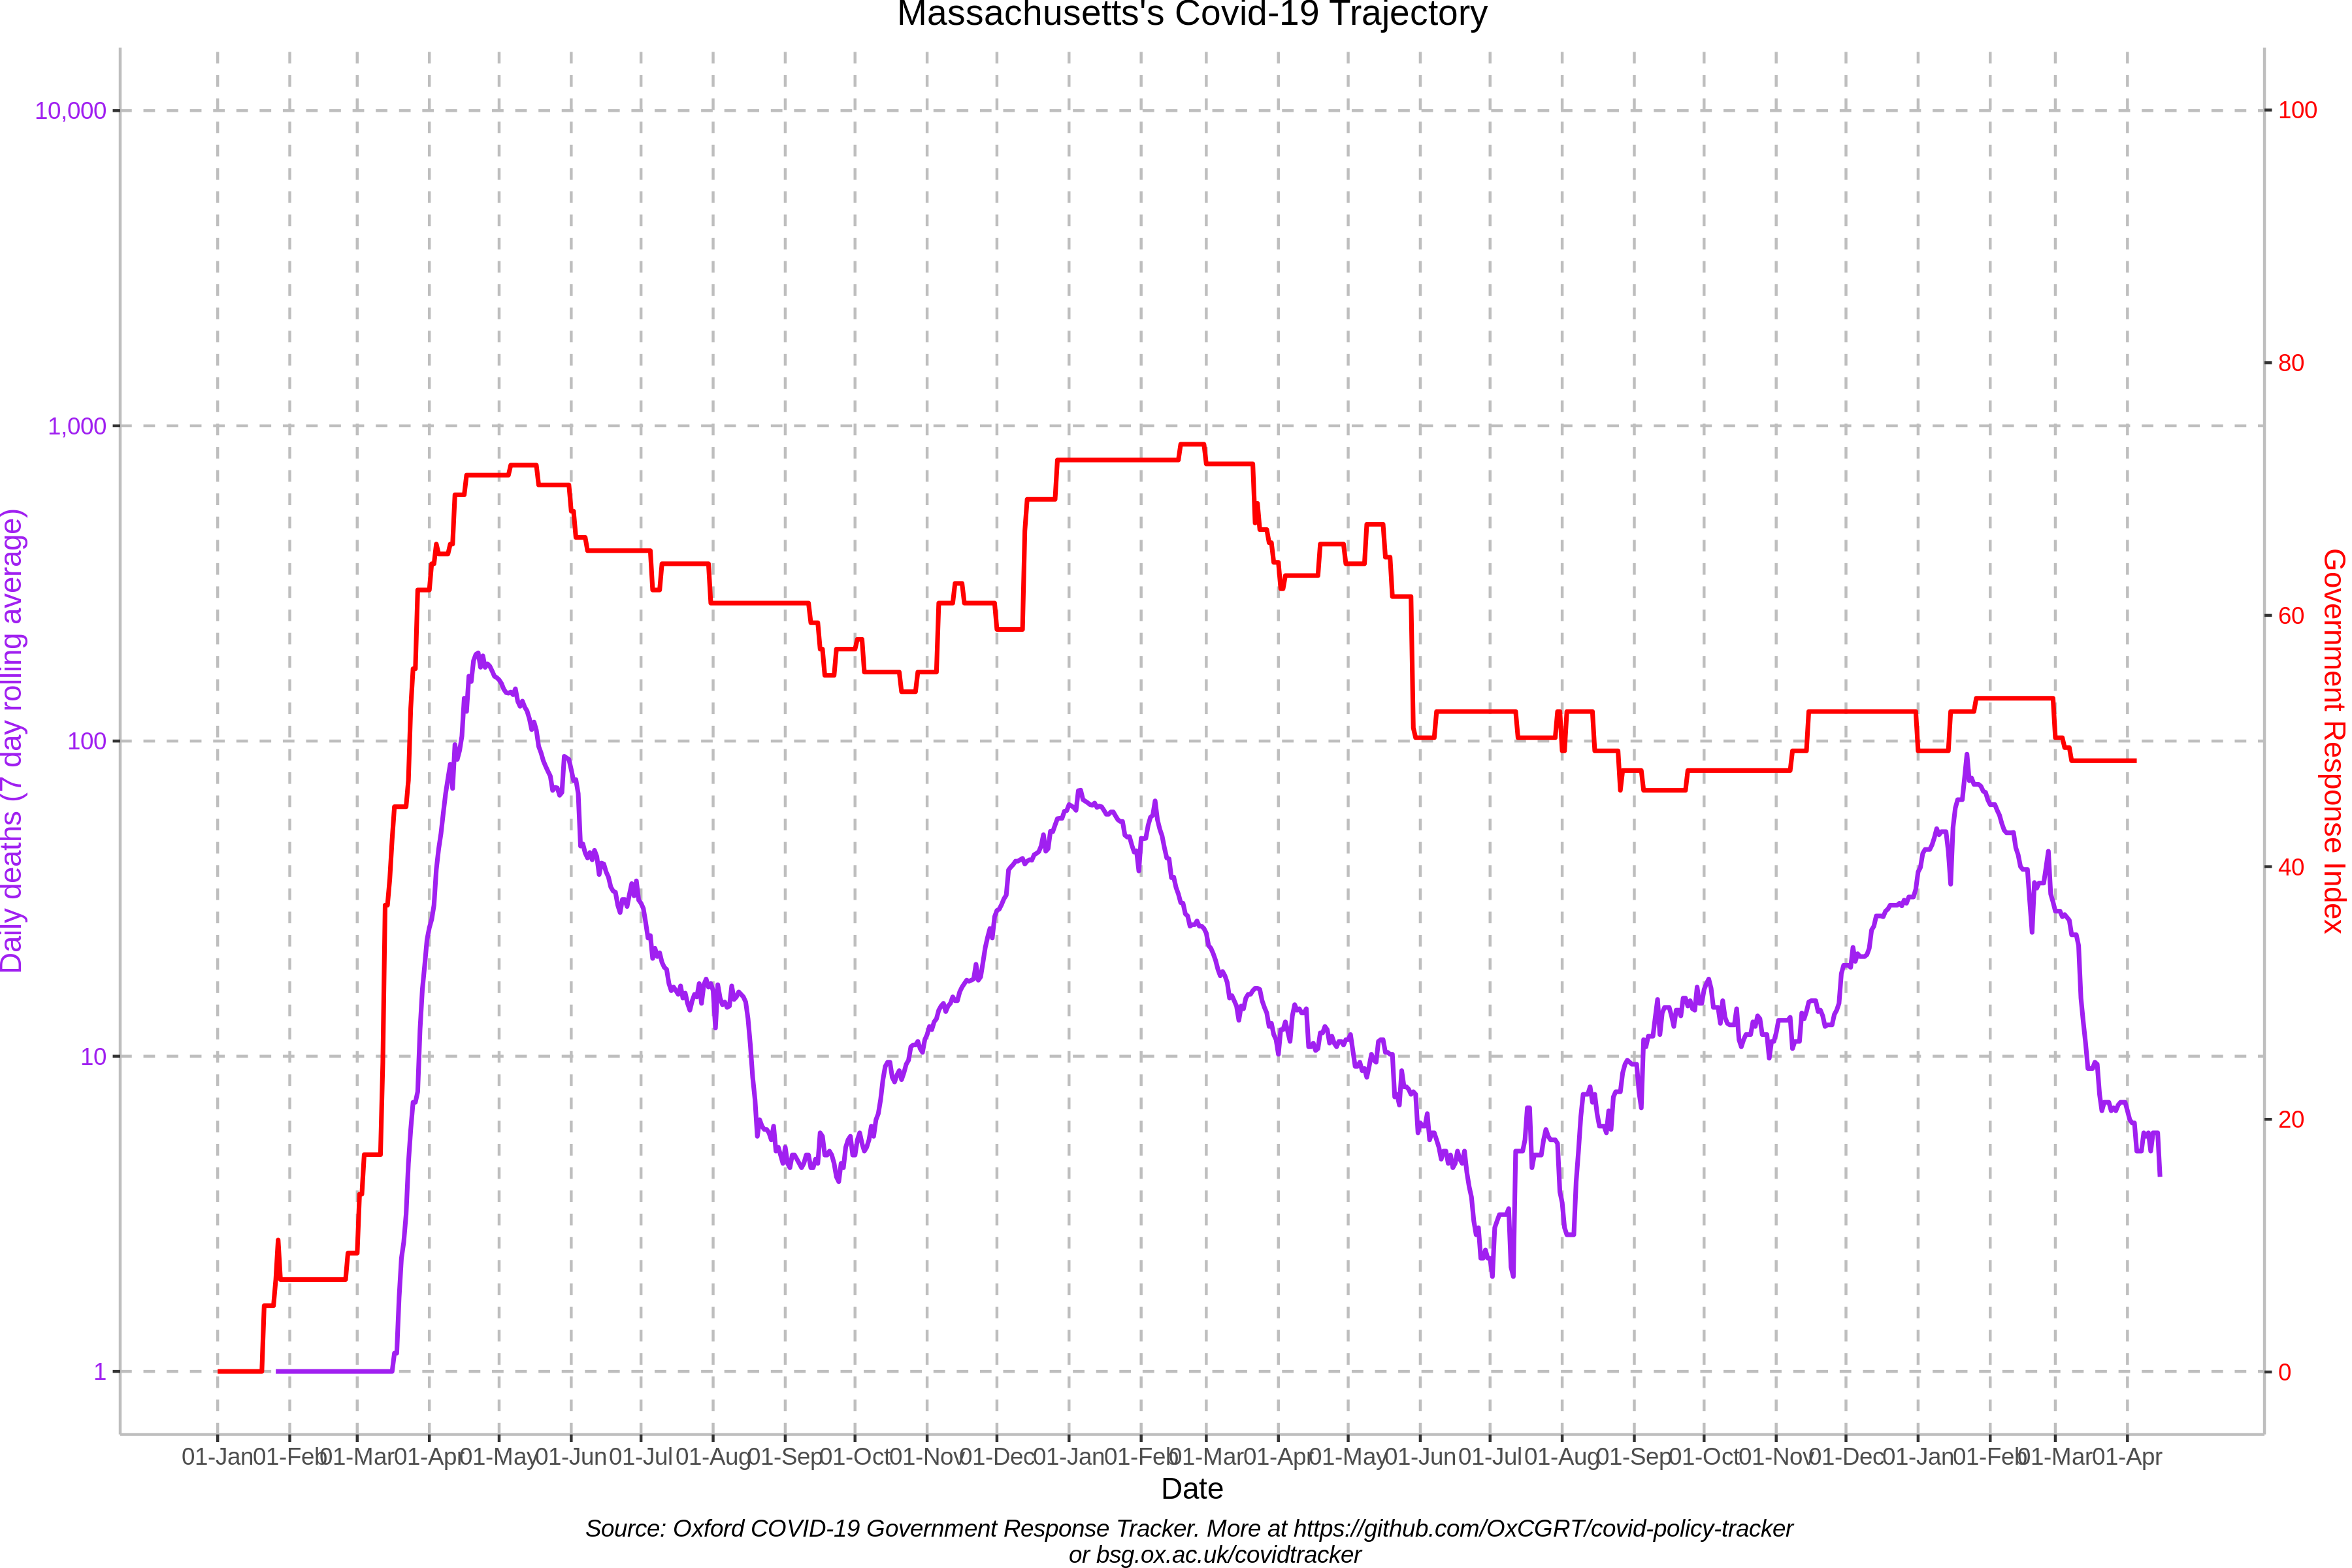 Massachusetts's Covid-19 Trajectory
10,000
1,000
100
10
1
Daily deaths (7 day rolling average)
100
80
60
40
20
0
Government Response Index
01-Jan 01-Feb 01-Mar 01-Apr 01-May 01-Jun 01-Jul 01-Aug 01-Sep 01-Oct 01-Nov 01-Dec 01-Jan 01-Feb 01-Mar 01-Apr 01-May 01-Jun 01-Jul 01-Aug 01-Sep 01-Oct 01-Nov 01-Dec 01-Jan 01-Feb 01-Mar 01-Apr
Date
Source: Oxford COVID-19 Government Response Tracker. More at https://github.com/OxCGRT/covid-policy-tracker
or bsg.ox.ac.uk/covidtracker